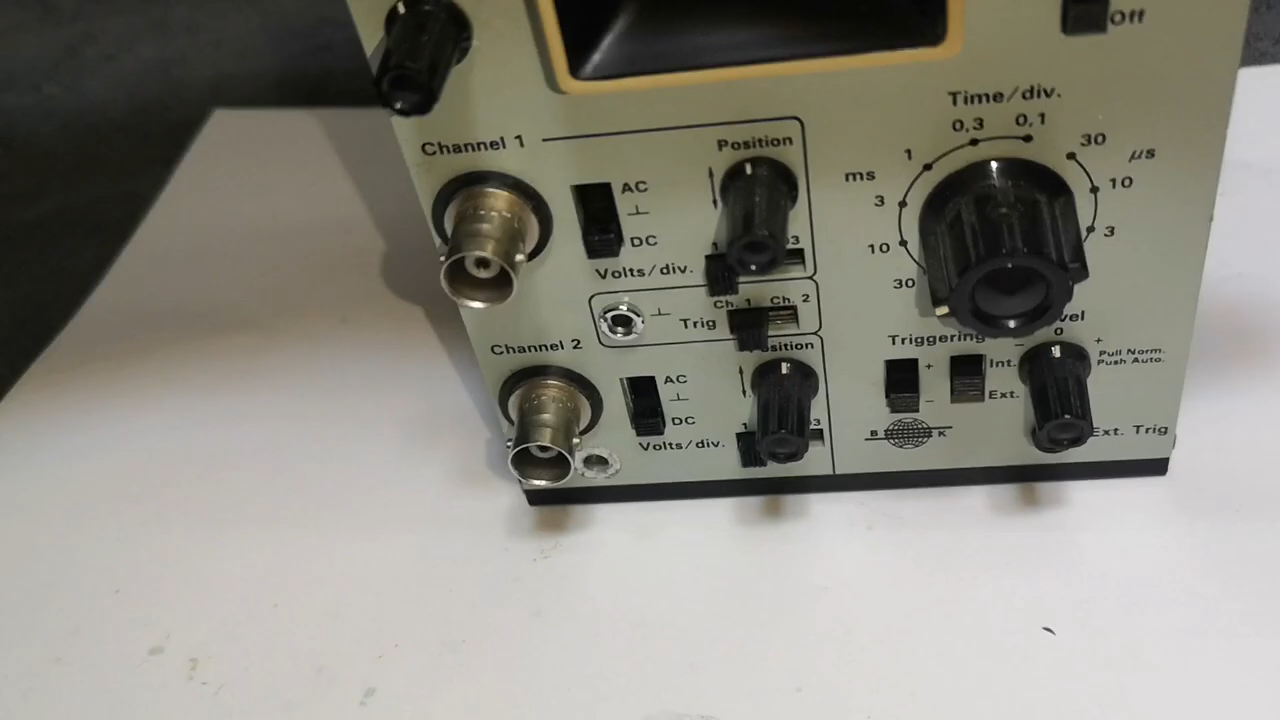 Off
Time/div.
0,3
0,1
30
µs
10
3
1
ms
3
10
30
Channel 1
Position
AC
⊥
DC
Volts/div.
1
Ch. 1
Ch. 2
⊥
Trig
Channel 2
AC
⊥
DC
Volts/div.
1
Triggering
+
−
Int.
Ext.
−
0
+
Pull Norm.
Push Auto.
B
K
Ext. Trig